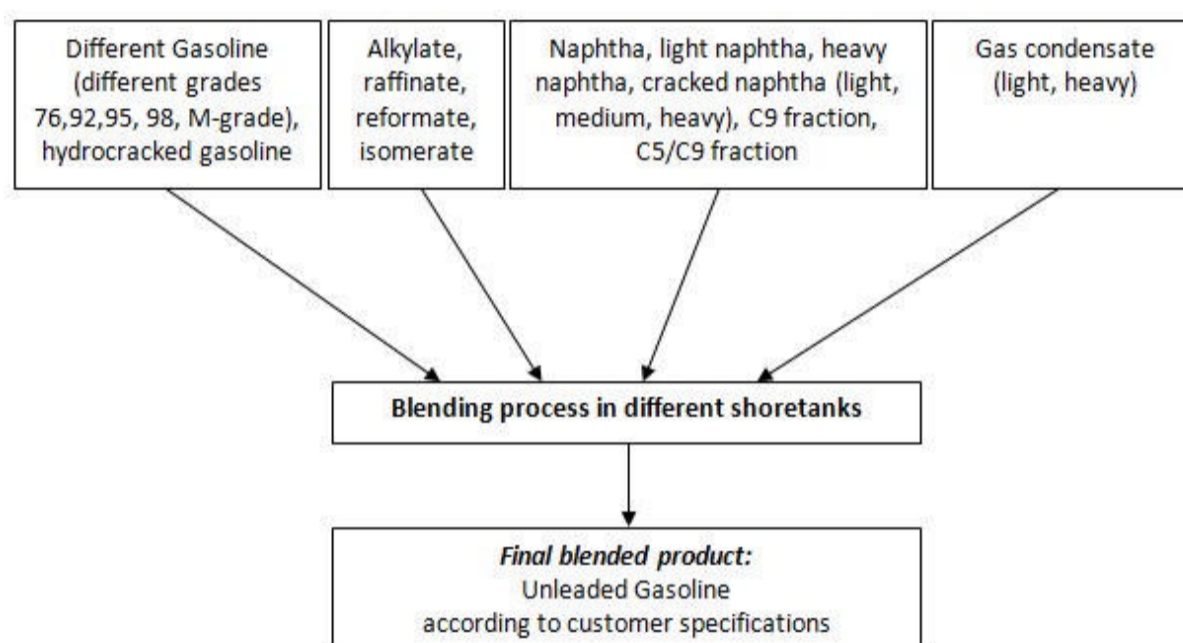 Different Gasoline
(different grades
76,92,95, 98, M-grade),
hydrocracked gasoline
Alkylate,
raffinate,
reformate,
isomerate
Naphtha, light naphtha, heavy
naphtha, cracked naphtha (light,
medium, heavy), C9 fraction,
C5/C9 fraction
Gas condensate
(light, heavy)
Blending process in different shoretanks
Final blended product:
Unleaded Gasoline
according to customer specifications